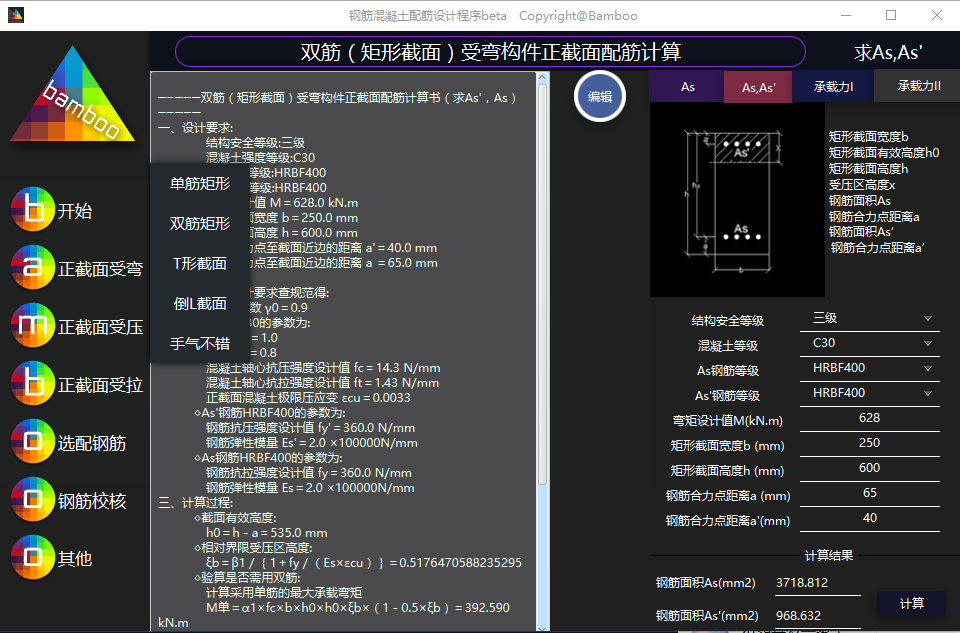 钢筋混凝土配筋设计程序beta Copyright@Bamboo
双筋（矩形截面）受弯构件正截面配筋计算
求As,As'
bamboo
b 开始
a 正截面受弯
m 正截面受压
b 正截面受拉
o 选配钢筋
o 钢筋校核
o 其他
单筋矩形
双筋矩形
T形截面
倒L截面
手气不错
-----双筋（矩形截面）受弯构件正截面配筋计算书（求As'，As）
-----
一、设计要求:
结构安全等级:三级
混凝土强度等级:C30
等级:HRBF400
等级:HRBF400
计值 M＝628.0 kN.m
面宽度 b＝250.0 mm
面高度 h＝600.0 mm
力点至截面近边的距离 a'＝40.0 mm
力点至截面近边的距离 a ＝65.0 mm
计要求查规范得:
数 γ0＝0.9
30的参数为:
＝1.0
＝0.8
混凝土轴心抗压强度设计值 fc＝14.3 N/mm
混凝土轴心抗拉强度设计值 ft＝1.43 N/mm
正截面混凝土极限压应变 εcu＝0.0033
◇As'钢筋HRBF400的参数为:
钢筋抗压强度设计值 fy'＝360.0 N/mm
钢筋弹性模量 Es'＝2.0 ×100000N/mm
◇As钢筋HRBF400的参数为:
钢筋抗拉强度设计值 fy＝360.0 N/mm
钢筋弹性模量 Es＝2.0 ×100000N/mm
三、计算过程:
◇截面有效高度:
h0＝h - a＝535.0 mm
◇相对界限受压区高度:
ξb＝β1 /｛ 1＋fy /（ Es×εcu ）｝＝0.5176470588235295
◇验算是否需用双筋:
计算采用单筋的最大承载弯矩
M单＝α1×fc×b×h0×h0×ξb×（ 1 - 0.5×ξb ）＝392.590
kN.m
编辑
As
As,As'
承载力I
承载力II
As'
x
h
h₀
As
a
b
矩形截面宽度b
矩形截面有效高度h0
矩形截面高度h
受压区高度x
钢筋面积As
钢筋合力点距离a
钢筋面积As'
钢筋合力点距离a'
结构安全等级 三级
混凝土等级 C30
As钢筋等级 HRBF400
As'钢筋等级 HRBF400
弯矩设计值M(kN.m) 628
矩形截面宽度b (mm) 250
矩形截面高度h (mm) 600
钢筋合力点距离a (mm) 65
钢筋合力点距离a'(mm) 40
计算结果
钢筋面积As(mm2) 3718.812
钢筋面积As'(mm2) 968.632
计算